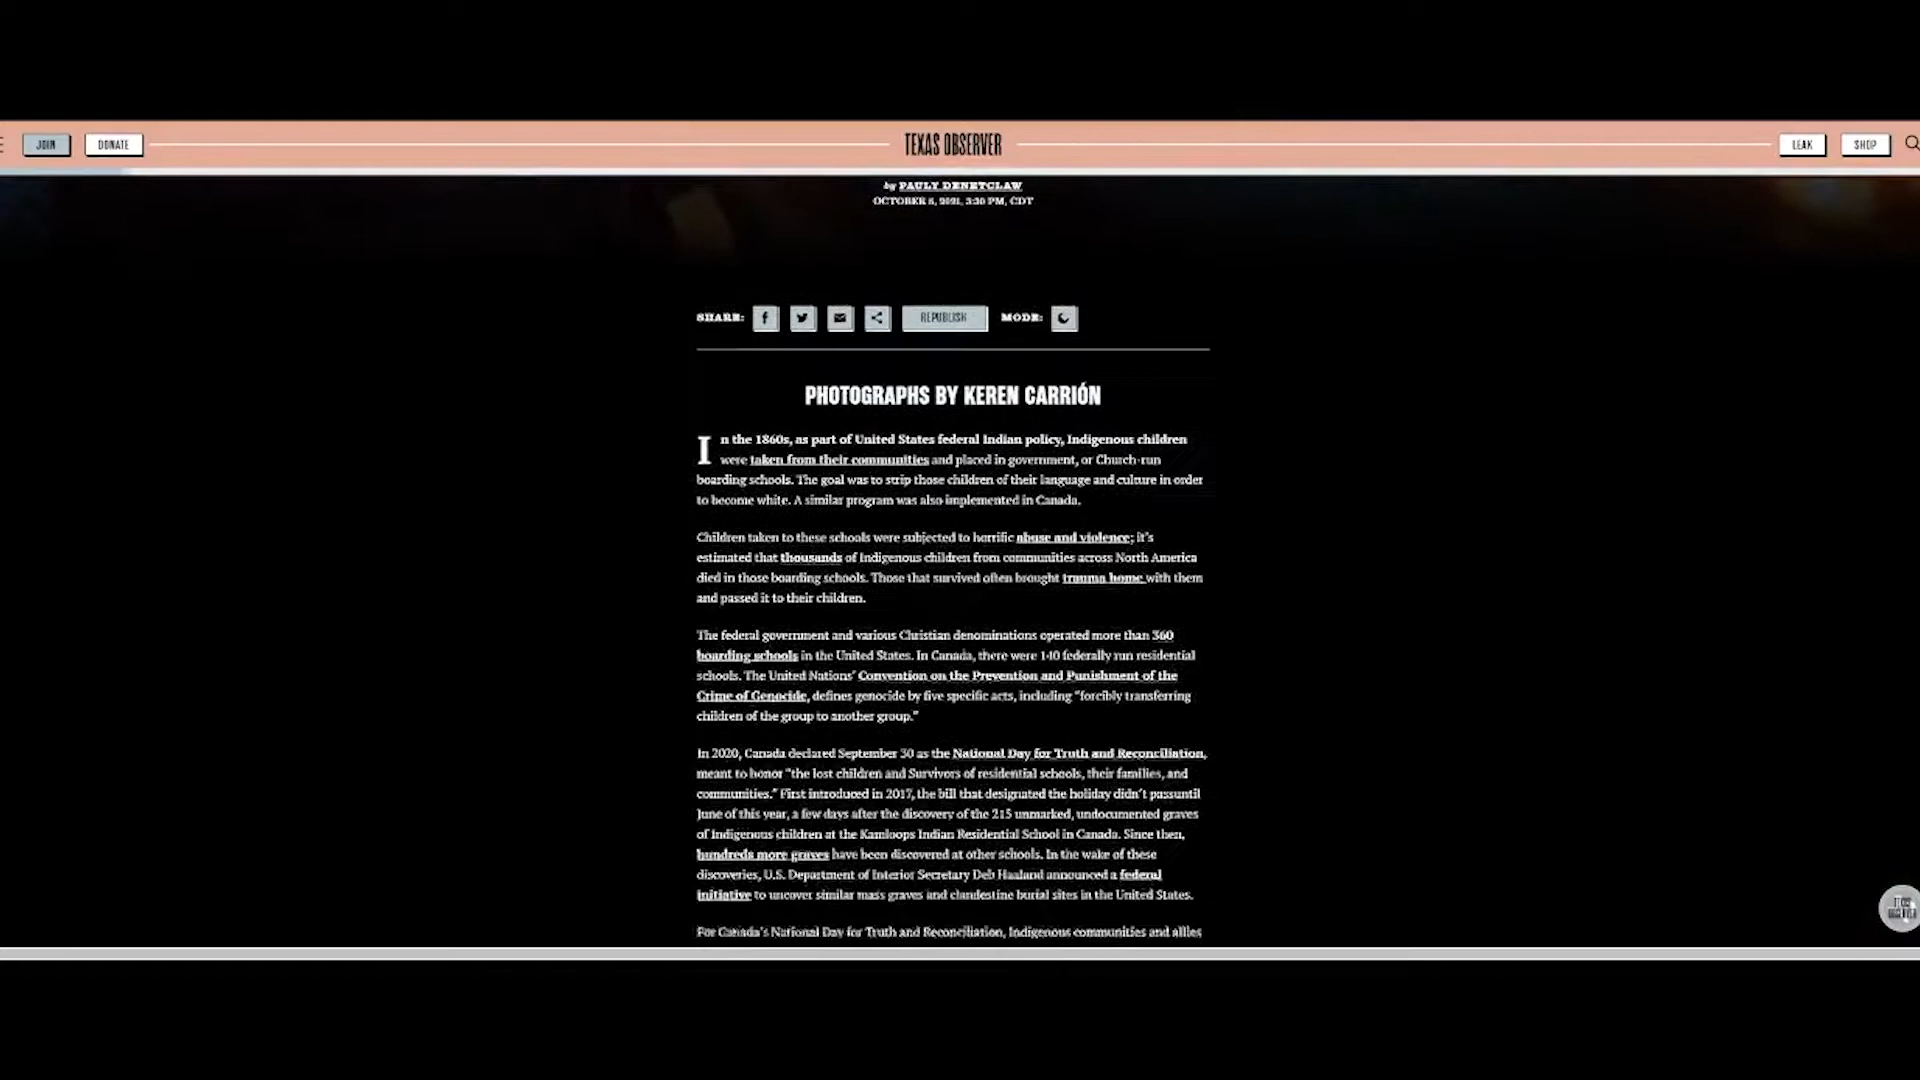 JOIN
DONATE
TEXAS OBSERVER
LEAK
SHOP
by PAULY DENETCLAW
OCTOBER 5, 2021, 3:30 PM, CDT
SHARE:
REPUBLISH
MODE:
PHOTOGRAPHS BY KEREN CARRIÓN
In the 1860s, as part of United States federal Indian policy, Indigenous children
were taken from their communities and placed in government, or Church-run
boarding schools. The goal was to strip those children of their language and culture in order
to become white. A similar program was also implemented in Canada.
Children taken to these schools were subjected to horrific abuse and violence; it's
estimated that thousands of Indigenous children from communities across North America
died in those boarding schools. Those that survived often brought trauma home with them
and passed it to their children.
The federal government and various Christian denominations operated more than 360
boarding schools in the United States. In Canada, there were 140 federally run residential
schools. The United Nations' Convention on the Prevention and Punishment of the
Crime of Genocide, defines genocide by five specific acts, including "forcibly transferring
children of the group to another group."
In 2020, Canada declared September 30 as the National Day for Truth and Reconciliation,
meant to honor "the lost children and Survivors of residential schools, their families, and
communities." First introduced in 2017, the bill that designated the holiday didn't passuntil
June of this year, a few days after the discovery of the 215 unmarked, undocumented graves
of Indigenous children at the Kamloops Indian Residential School in Canada. Since then,
hundreds more graves have been discovered at other schools. In the wake of these
discoveries, U.S. Department of Interior Secretary Deb Haaland announced a federal
initiative to uncover similar mass graves and clandestine burial sites in the United States.
For Canada's National Day for Truth and Reconciliation, Indigenous communities and allies
TEXAS
OBSERVER